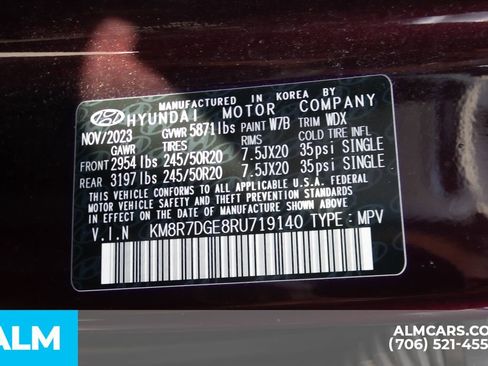 MANUFACTURED IN KOREA BY
HYUNDAI MOTOR COMPANY
NOV/2023 GVWR 5871 lbs PAINT W7B TRIM WDX
GAWR TIRES RIMS COLD TIRE INFL
FRONT 2954 lbs 245/50R20 7.5JX20 35psi SINGLE
REAR 3197 lbs 245/50R20 7.5JX20 35psi SINGLE
THIS VEHICLE CONFORMS TO ALL APPLICABLE FEDERAL
MOTOR VEHICLE SAFETY AND THEFT PREVENTION STANDARDS IN
EFFECT ON THE DATE OF MANUFACTURE SHOWN ABOVE.
V.I.N KM8R7DGE8RU719140 TYPE : MPV
ALM
ALMCARS.CO
(706) 521-455